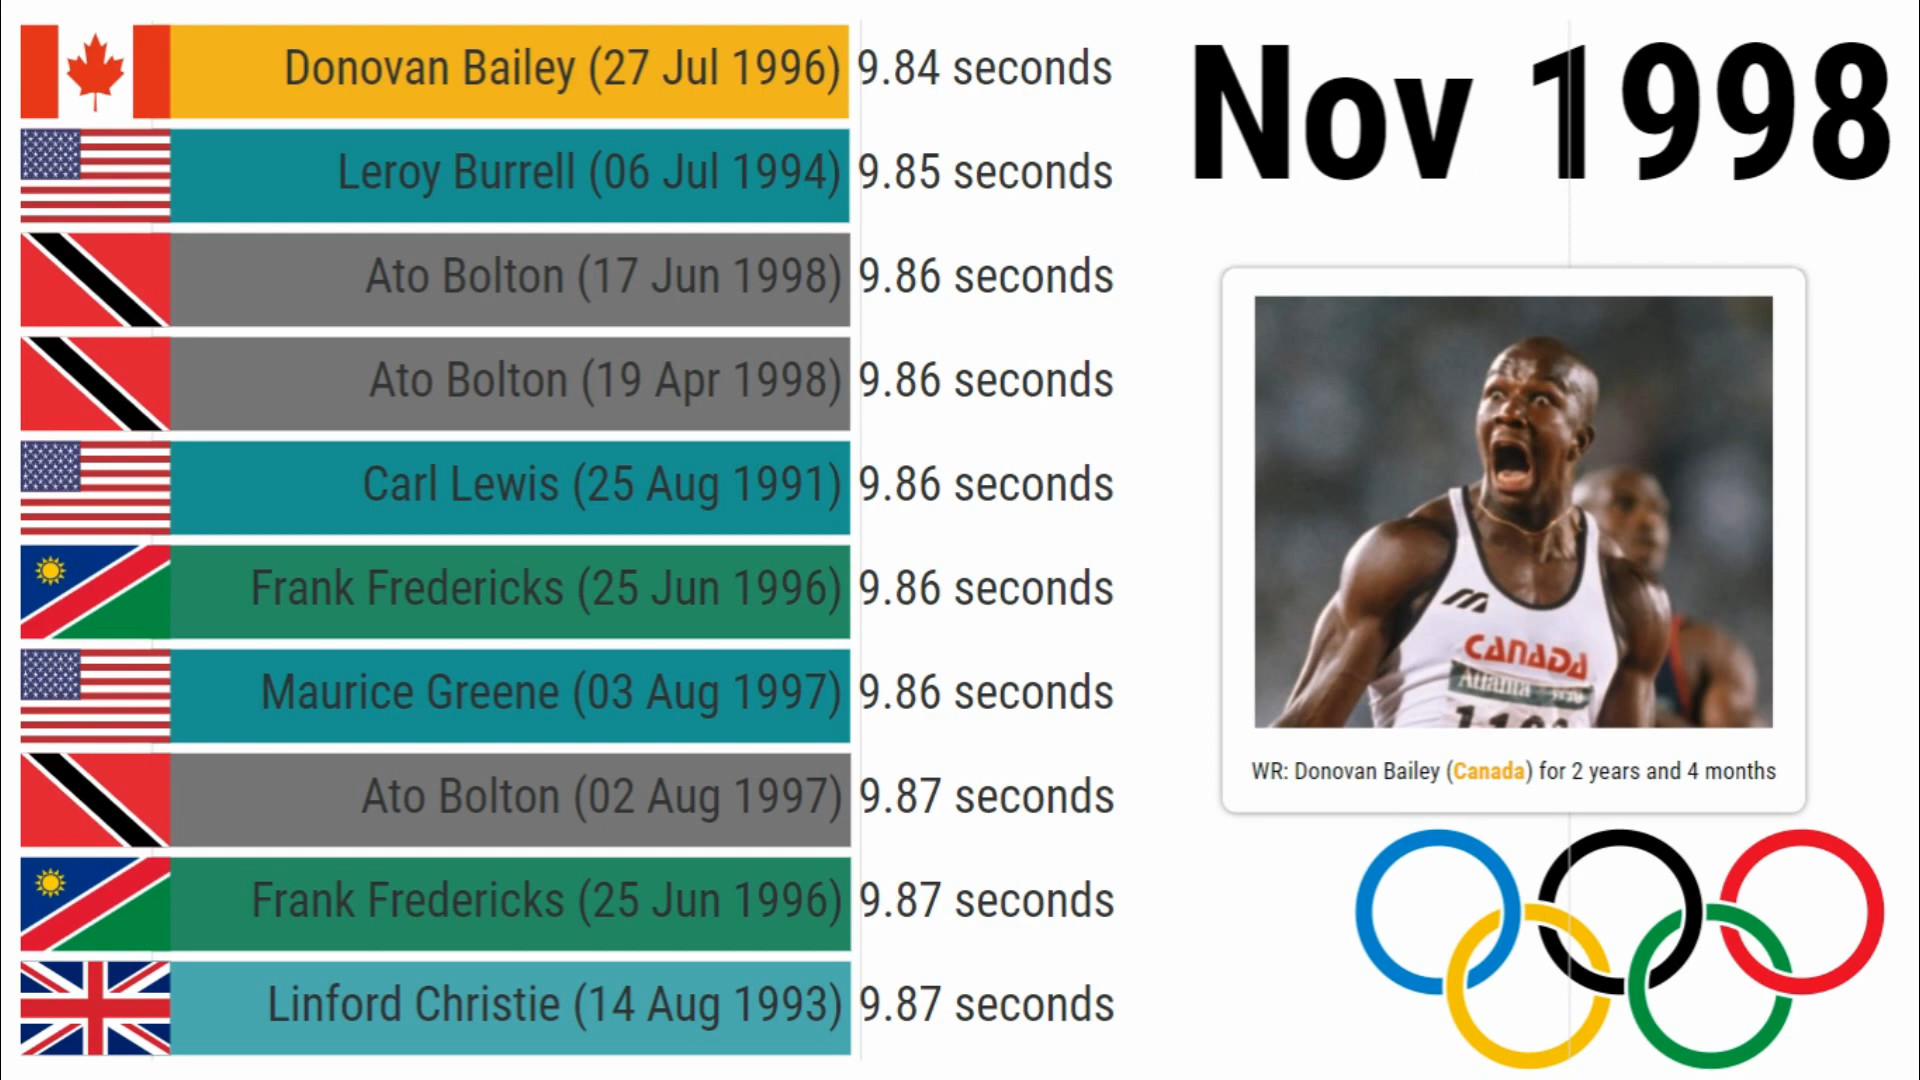 Donovan Bailey (27 Jul 1996) 9.84 seconds
Leroy Burrell (06 Jul 1994) 9.85 seconds
Ato Bolton (17 Jun 1998) 9.86 seconds
Ato Bolton (19 Apr 1998) 9.86 seconds
Carl Lewis (25 Aug 1991) 9.86 seconds
Frank Fredericks (25 Jun 1996) 9.86 seconds
Maurice Greene (03 Aug 1997) 9.86 seconds
Ato Bolton (02 Aug 1997) 9.87 seconds
Frank Fredericks (25 Jun 1996) 9.87 seconds
Linford Christie (14 Aug 1993) 9.87 seconds
Nov 1998
CANADA
Atlanta
WR: Donovan Bailey (Canada) for 2 years and 4 months